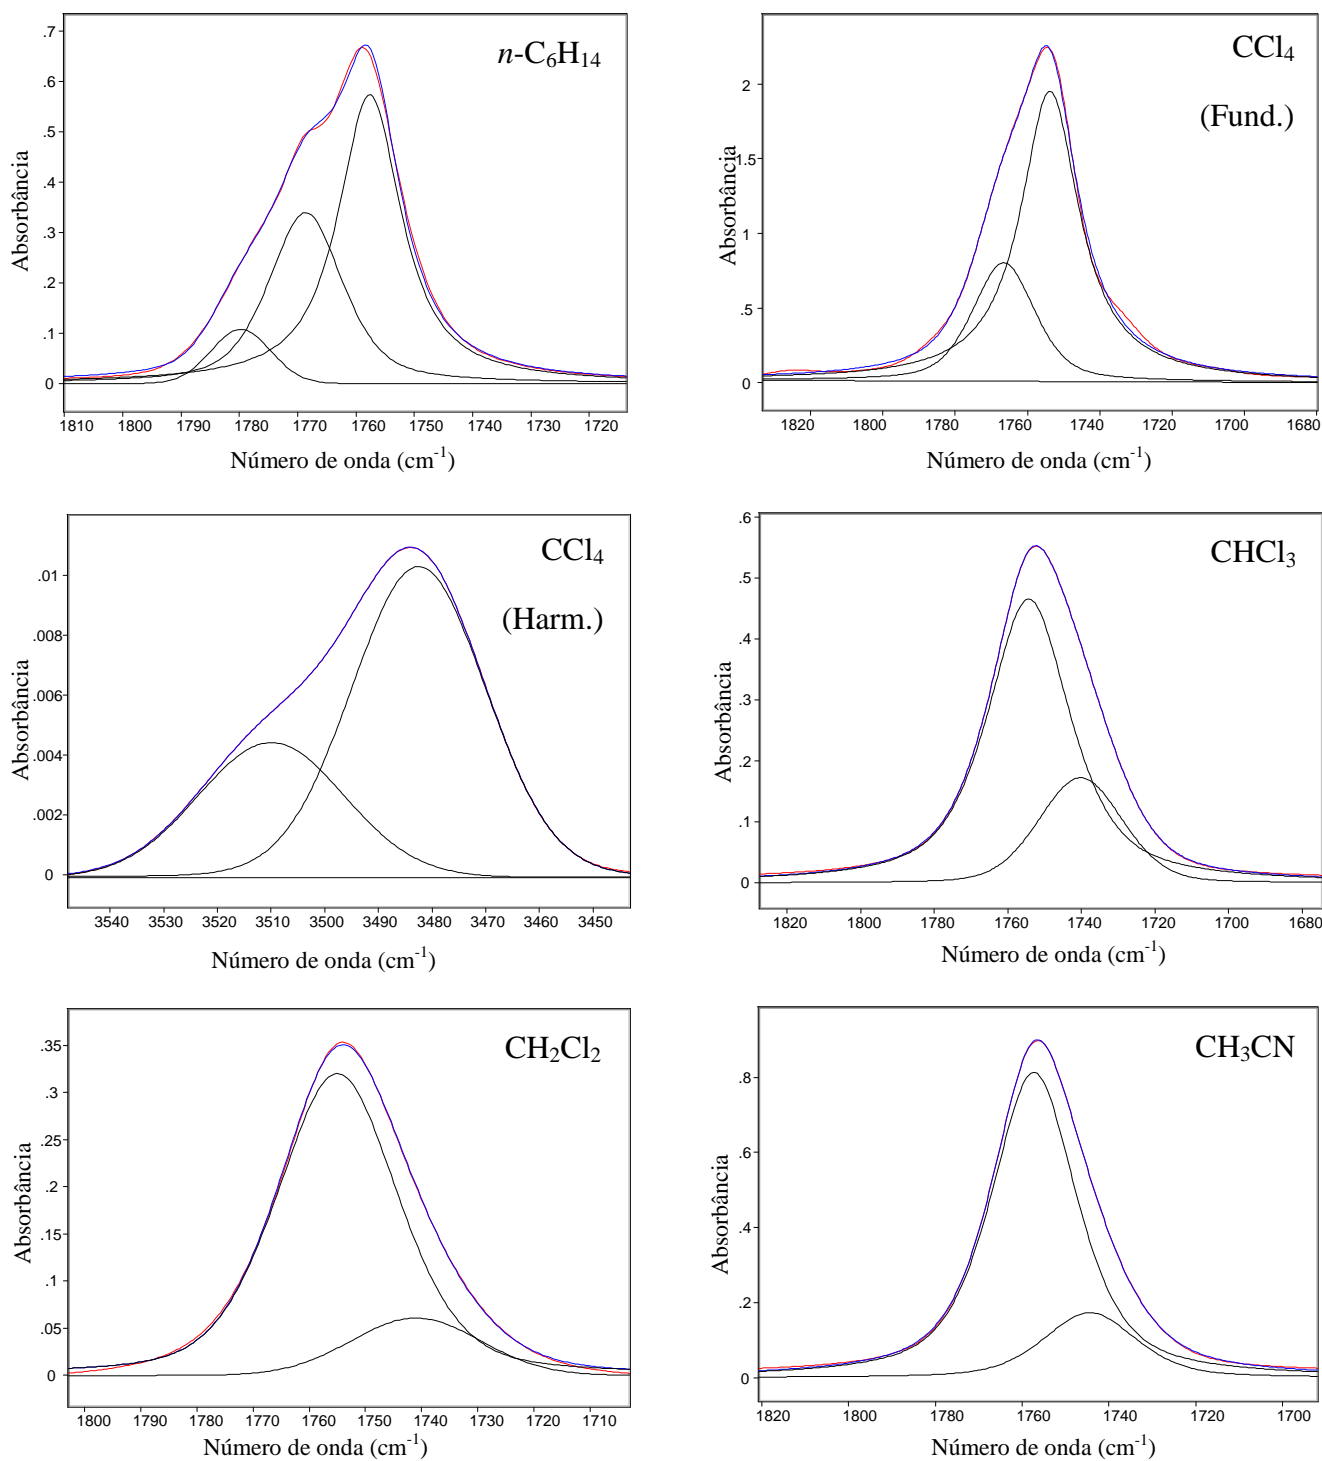 n-C6H14
.7
.6
.5
.4
.3
.2
.1
0
Absorbância
1810 1800 1790 1780 1770 1760 1750 1740 1730 1720
Número de onda (cm-1)
CCl4
(Fund.)
2
1.5
1
.5
0
Absorbância
1820 1800 1780 1760 1740 1720 1700 1680
Número de onda (cm-1)
CCl4
(Harm.)
.01
.008
.006
.004
.002
0
Absorbância
3540 3530 3520 3510 3500 3490 3480 3470 3460 3450
Número de onda (cm-1)
CHCl3
.6
.5
.4
.3
.2
.1
0
Absorbância
1820 1800 1780 1760 1740 1720 1700 1680
Número de onda (cm-1)
CH2Cl2
.35
.3
.25
.2
.15
.1
.05
0
Absorbância
1800 1790 1780 1770 1760 1750 1740 1730 1720 1710
Número de onda (cm-1)
CH3CN
.8
.6
.4
.2
0
Absorbância
1820 1800 1780 1760 1740 1720 1700
Número de onda (cm-1)